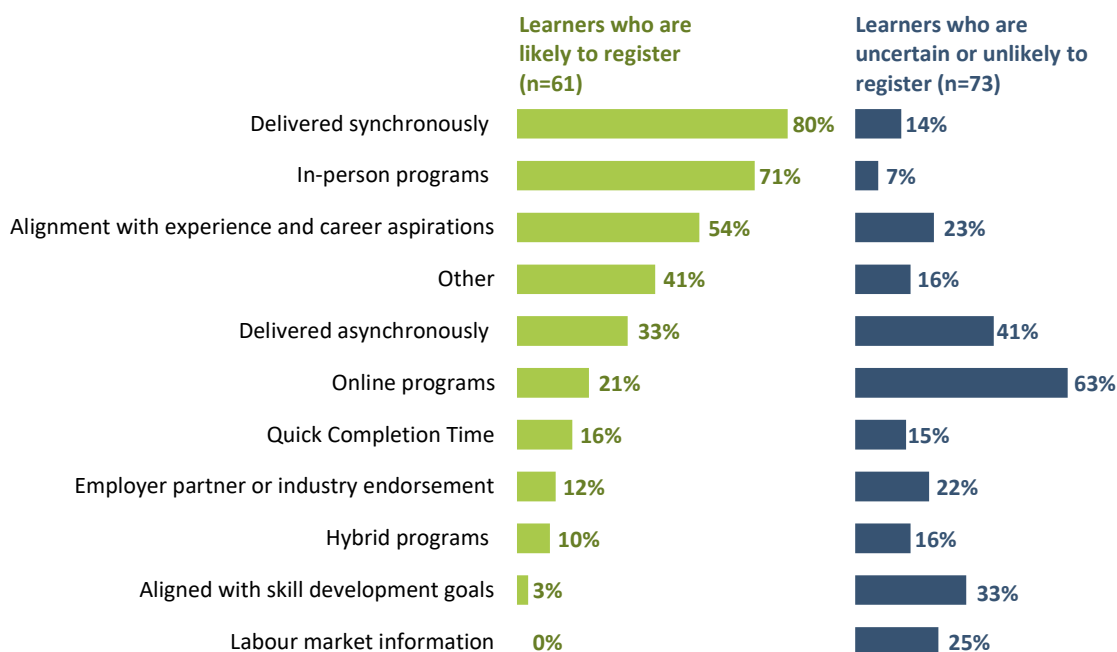 Learners who are
likely to register
(n=61)
Learners who are
uncertain or unlikely to
register (n=73)
Delivered synchronously 80% 14%
In-person programs 71% 7%
Alignment with experience and career aspirations 54% 23%
Other 41% 16%
Delivered asynchronously 33% 41%
Online programs 21% 63%
Quick Completion Time 16% 15%
Employer partner or industry endorsement 12% 22%
Hybrid programs 10% 16%
Aligned with skill development goals 3% 33%
Labour market information 0% 25%